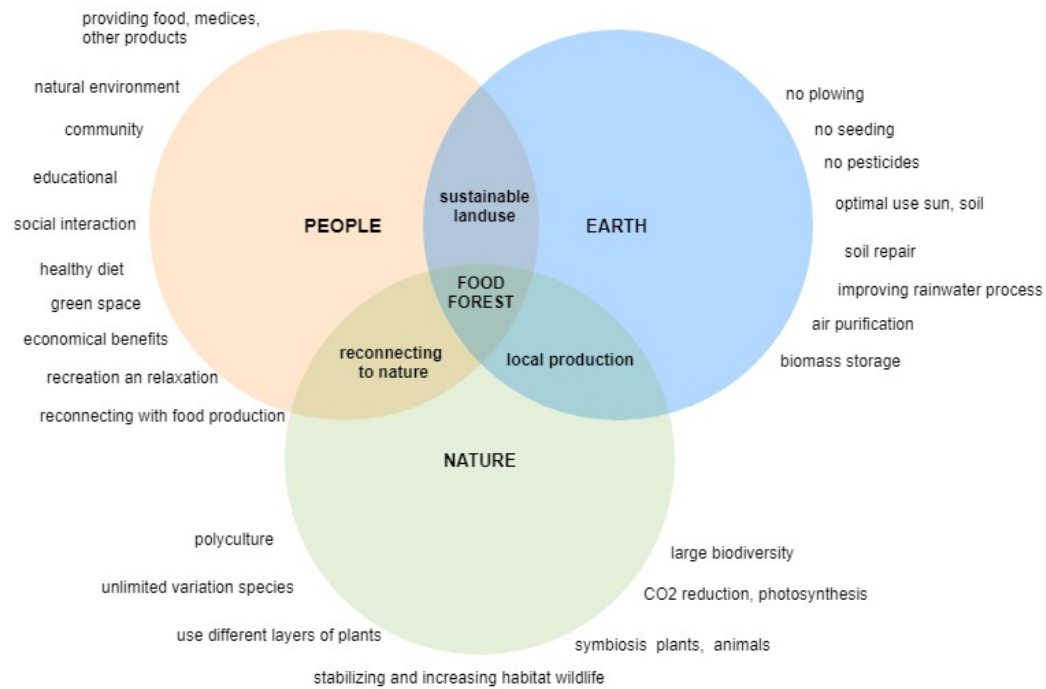 providing food, medices,
other products
natural environment
community
educational
social interaction
healthy diet
green space
economical benefits
recreation an relaxation
reconnecting with food production
PEOPLE
sustainable
landuse
EARTH
FOOD
FOREST
reconnecting
to nature
local production
NATURE
no plowing
no seeding
no pesticides
optimal use sun, soil
soil repair
improving rainwater process
air purification
biomass storage
polyculture
unlimited variation species
use different layers of plants
stabilizing and increasing habitat wildlife
large biodiversity
CO2 reduction, photosynthesis
symbiosis plants, animals